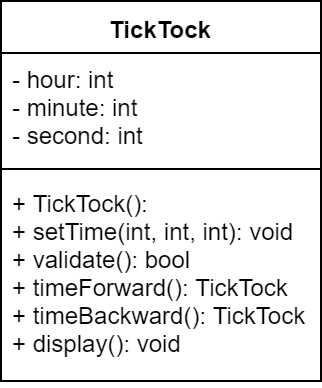 TickTock
- hour: int
- minute: int
- second: int
+ TickTock():
+ setTime(int, int, int): void
+ validate(): bool
+ timeForward(): TickTock
+ timeBackward(): TickTock
+ display(): void